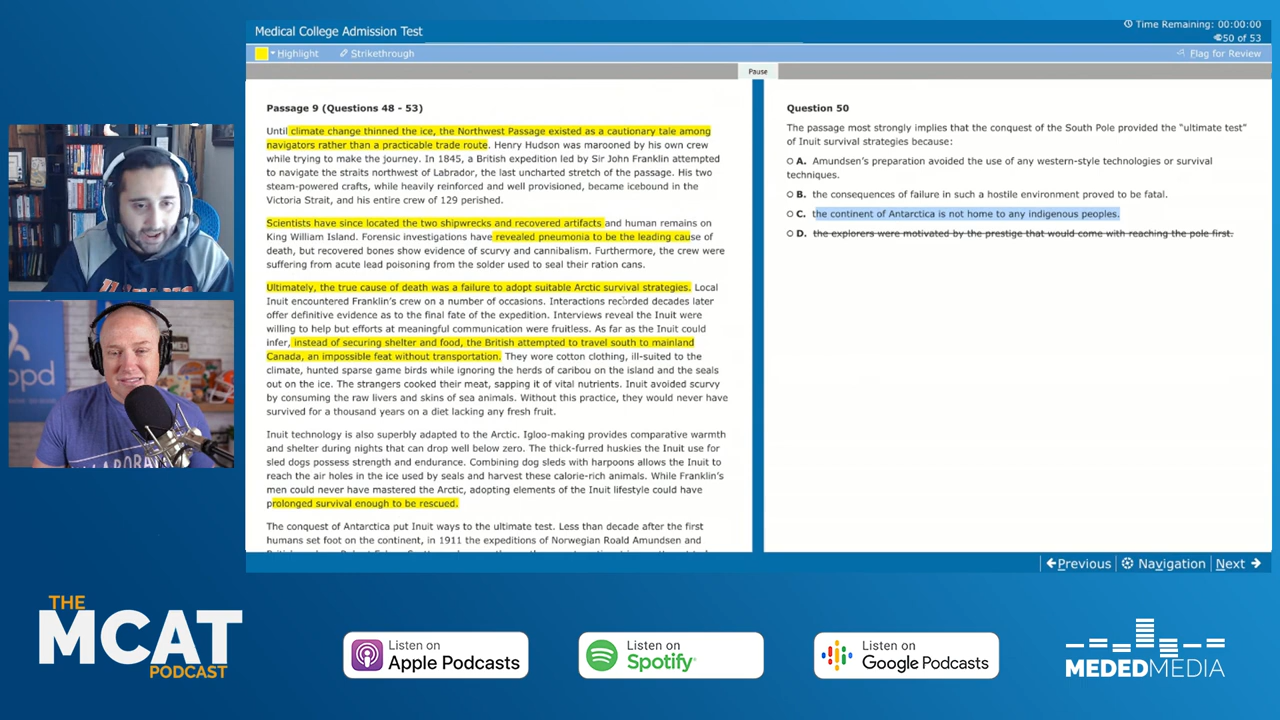 Medical College Admission Test
Time Remaining: 00:00:00
50 of 53
Highlight
Strikethrough
Flag for Review
Pause
Passage 9 (Questions 48 - 53)
Until climate change thinned the ice, the Northwest Passage existed as a cautionary tale among
navigators rather than a practicable trade route. Henry Hudson was marooned by his own crew
while trying to make the journey. In 1845, a British expedition led by Sir John Franklin attempted
to navigate the straits northwest of Labrador, the last uncharted stretch of the passage. His two
steam-powered crafts, while heavily reinforced and well provisioned, became icebound in the
Victoria Strait, and his entire crew of 129 perished.
Scientists have since located the two shipwrecks and recovered artifacts and human remains on
King William Island. Forensic investigations have revealed pneumonia to be the leading cause of
death, but recovered bones show evidence of scurvy and cannibalism. Furthermore, the crew were
suffering from acute lead poisoning from the solder used to seal their ration cans.
Ultimately, the true cause of death was a failure to adopt suitable Arctic survival strategies. Local
Inuit encountered Franklin's crew on a number of occasions. Interactions recorded decades later
offer definitive evidence as to the final fate of the expedition. Interviews reveal the Inuit were
willing to help but efforts at meaningful communication were fruitless. As far as the Inuit could
infer, instead of securing shelter and food, the British attempted to travel south to mainland
Canada, an impossible feat without transportation. They wore cotton clothing, ill-suited to the
climate, hunted sparse game birds while ignoring the herds of caribou on the island and the seals
out on the ice. The strangers cooked their meat, sapping it of vital nutrients. Inuit avoided scurvy
by consuming the raw livers and skins of sea animals. Without this practice, they would never have
survived for a thousand years on a diet lacking any fresh fruit.
Inuit technology is also superbly adapted to the Arctic. Igloo-making provides comparative warmth
and shelter during nights that can drop well below zero. The thick-furred huskies the Inuit use for
sled dogs possess strength and endurance. Combining dog sleds with harpoons allows the Inuit to
reach the air holes in the ice used by seals and harvest these calorie-rich animals. While Franklin's
men could never have mastered the Arctic, adopting elements of the Inuit lifestyle could have
prolonged survival enough to be rescued.
The conquest of Antarctica put Inuit ways to the ultimate test. Less than decade after the first
humans set foot on the continent, in 1911 the expeditions of Norwegian Roald Amundsen and
Question 50
The passage most strongly implies that the conquest of the South Pole provided the “ultimate test”
of Inuit survival strategies because:
A. Amundsen’s preparation avoided the use of any western-style technologies or survival
techniques.
B. the consequences of failure in such a hostile environment proved to be fatal.
C. the continent of Antarctica is not home to any indigenous peoples.
D. the explorers were motivated by the prestige that would come with reaching the pole first.
Previous
Navigation
Next
THE
MCAT
PODCAST
Listen on
Apple Podcasts
Listen on
Spotify
Listen on
Google Podcasts
MEDEDMEDIA